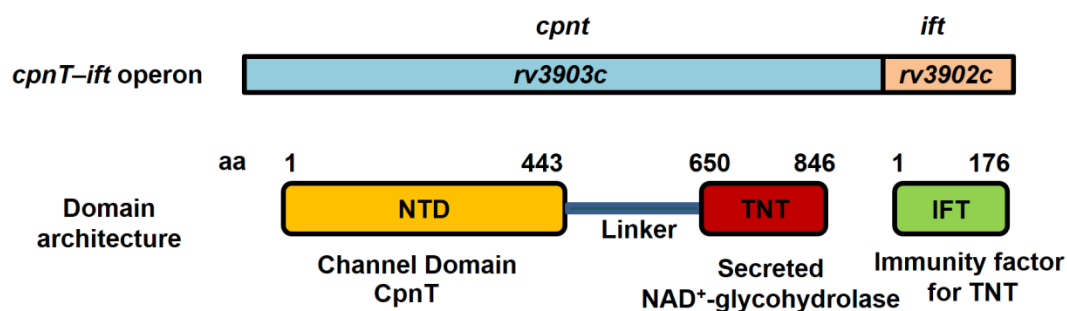 cpnt ift
cpnT–ift operon rv3903c rv3902c
aa 1 443 650 846 1 176
Domain architecture NTD Linker TNT IFT
Channel Domain CpnT
Secreted NAD⁺-glycohydrolase
Immunity factor for TNT